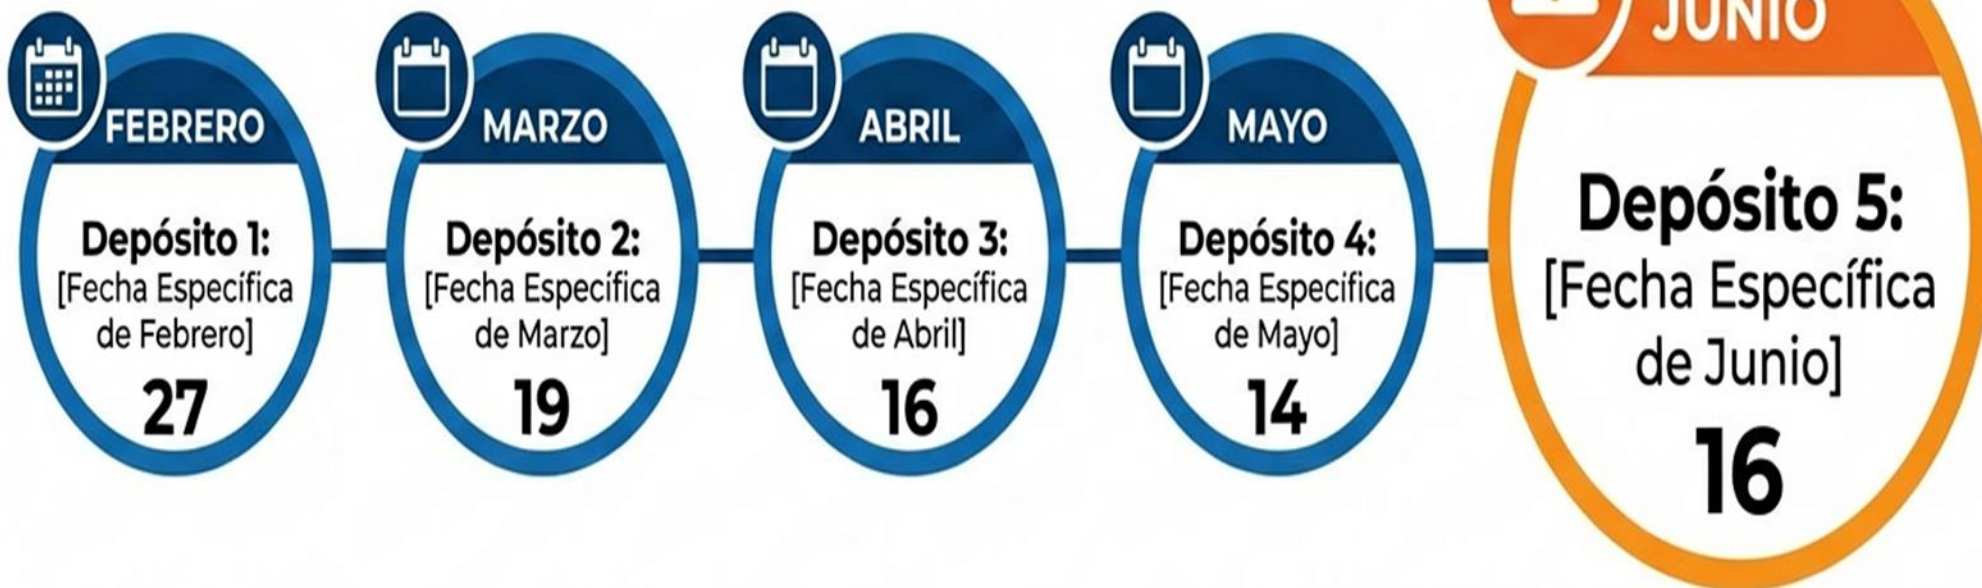 FEBRERO
Depósito 1:
[Fecha Específica
de Febrero]
27
MARZO
Depósito 2:
[Fecha Específica
de Marzo]
19
ABRIL
Depósito 3:
[Fecha Específica
de Abril]
16
MAYO
Depósito 4:
[Fecha Específica
de Mayo]
14
JUNIO
Depósito 5:
[Fecha Específica
de Junio]
16